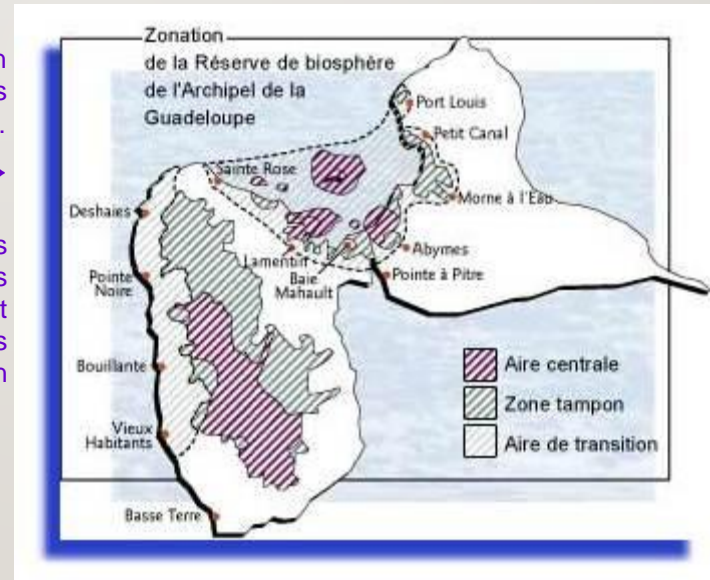 n
s
.
s
s
t
s
n
Zonation
de la Réserve de biosphère
de l'Archipel de la
Guadeloupe
Port Louis
Petit Canal
Sainte Rose
Morne à l'Eau
Deshaies
Lamentin
Abymes
Baie
Mahault
Pointe
Noire
Pointe à Pitre
Bouillante
Aire centrale
Zone tampon
Vieux
Habitants
Aire de transition
Basse Terre